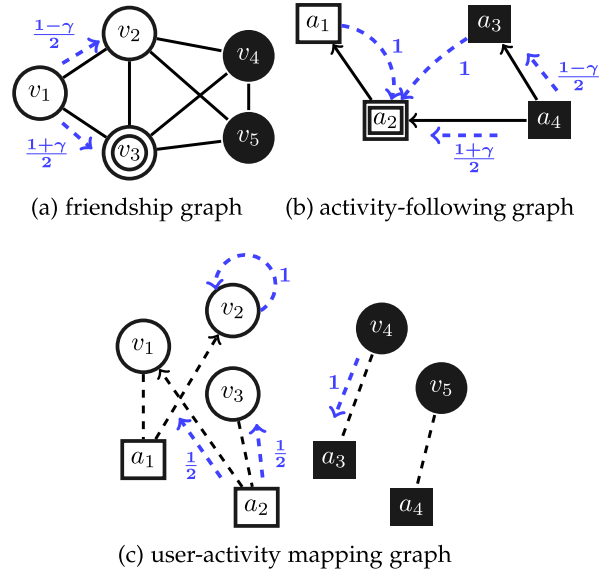 1−γ/2
v₂
v₁
v₄
1+γ/2
v₃
v₅
(a) friendship graph
a₁
1
a₃
1
1−γ/2
a₂
a₄
1+γ/2
(b) activity-following graph
1
v₂
v₁
v₄
v₃
1
v₅
a₁
1/2
1/2
a₃
a₂
a₄
(c) user-activity mapping graph